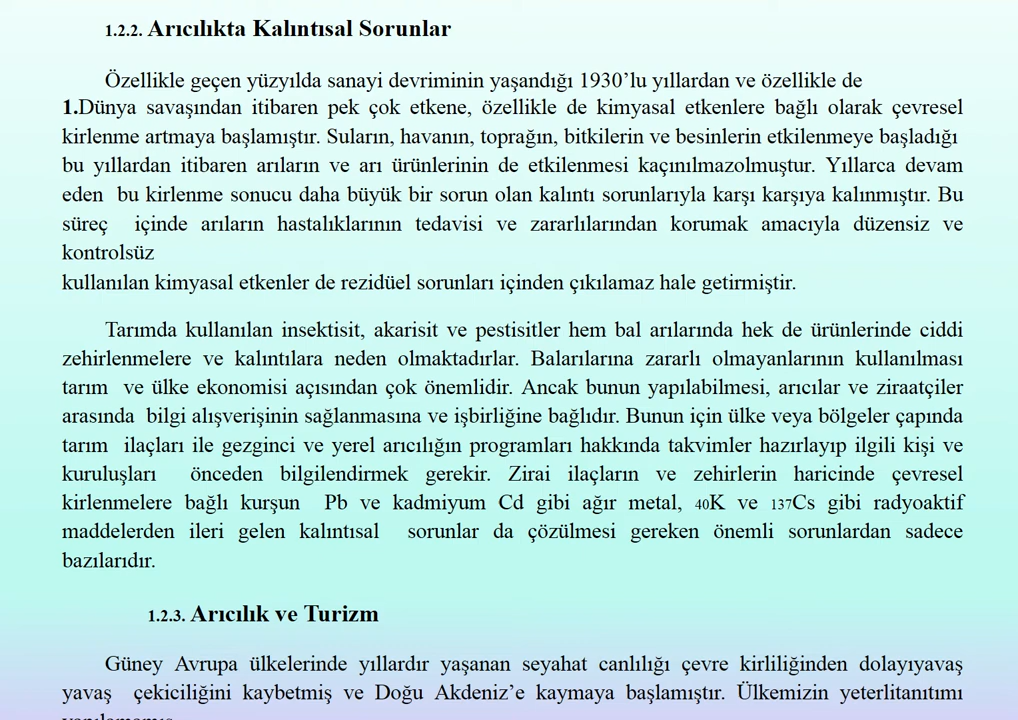 1.2.2. Arıcılıkta Kalıntısal Sorunlar
Özellikle geçen yüzyılda sanayi devriminin yaşandığı 1930’lu yıllardan ve özellikle de
1.Dünya savaşından itibaren pek çok etkene, özellikle de kimyasal etkenlere bağlı olarak çevresel
kirlenme artmaya başlamıştır. Suların, havanın, toprağın, bitkilerin ve besinlerin etkilenmeye başladığı
bu yıllardan itibaren arıların ve arı ürünlerinin de etkilenmesi kaçınılmazolmuştur. Yıllarca devam
eden bu kirlenme sonucu daha büyük bir sorun olan kalıntı sorunlarıyla karşı karşıya kalınmıştır. Bu
süreç içinde arıların hastalıklarının tedavisi ve zararlılarından korumak amacıyla düzensiz ve
kontrolsüz
kullanılan kimyasal etkenler de rezidüel sorunları içinden çıkılamaz hale getirmiştir.
Tarımda kullanılan insektisit, akarisit ve pestisitler hem bal arılarında hek de ürünlerinde ciddi
zehirlenmelere ve kalıntılara neden olmaktadırlar. Balarılarına zararlı olmayanlarının kullanılması
tarım ve ülke ekonomisi açısından çok önemlidir. Ancak bunun yapılabilmesi, arıcılar ve ziraatçiler
arasında bilgi alışverişinin sağlanmasına ve işbirliğine bağlıdır. Bunun için ülke veya bölgeler çapında
tarım ilaçları ile gezginci ve yerel arıcılığın programları hakkında takvimler hazırlayıp ilgili kişi ve
kuruluşları önceden bilgilendirmek gerekir. Zirai ilaçların ve zehirlerin haricinde çevresel
kirlenmelere bağlı kurşun Pb ve kadmiyum Cd gibi ağır metal, 40K ve 137Cs gibi radyoaktif
maddelerden ileri gelen kalıntısal sorunlar da çözülmesi gereken önemli sorunlardan sadece
bazılarıdır.
1.2.3. Arıcılık ve Turizm
Güney Avrupa ülkelerinde yıllardır yaşanan seyahat canlılığı çevre kirliliğinden dolayıyavaş
yavaş çekiciliğini kaybetmiş ve Doğu Akdeniz’e kaymaya başlamıştır. Ülkemizin yeterlitanıtımı